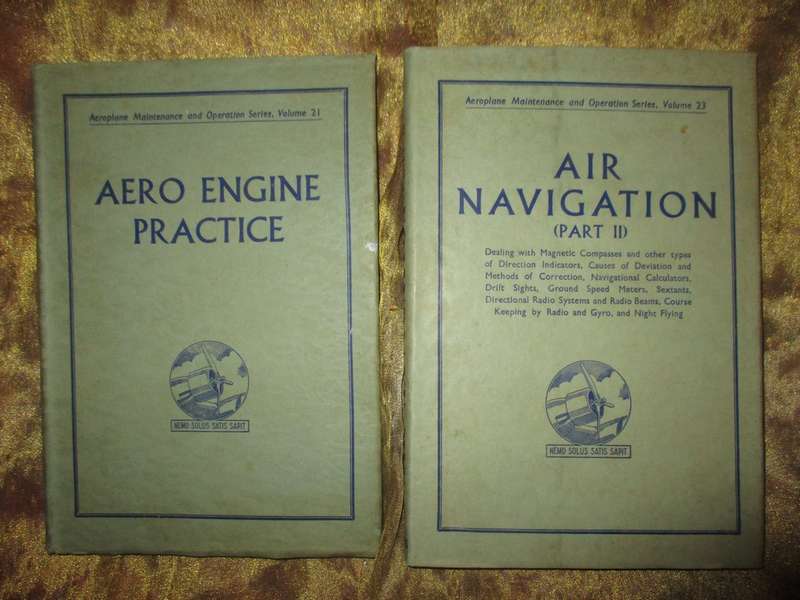 Aeroplane Maintenance and Operation Series, Volume 21
AERO ENGINE
PRACTICE
NEMO SOLUS SATIS SAPIT
Aeroplane Maintenance and Operation Series, Volume 23
AIR
NAVIGATION
(PART II)
Dealing with Magnetic Compasses and other types
of Direction Indicators, Causes of Deviation and
Methods of Correction, Navigational Calculators,
Drift Sights, Ground Speed Meters, Sextants,
Directional Radio Systems and Radio Beams, Course
Keeping by Radio and Gyro, and Night Flying
NEMO SOLUS SATIS SAPIT